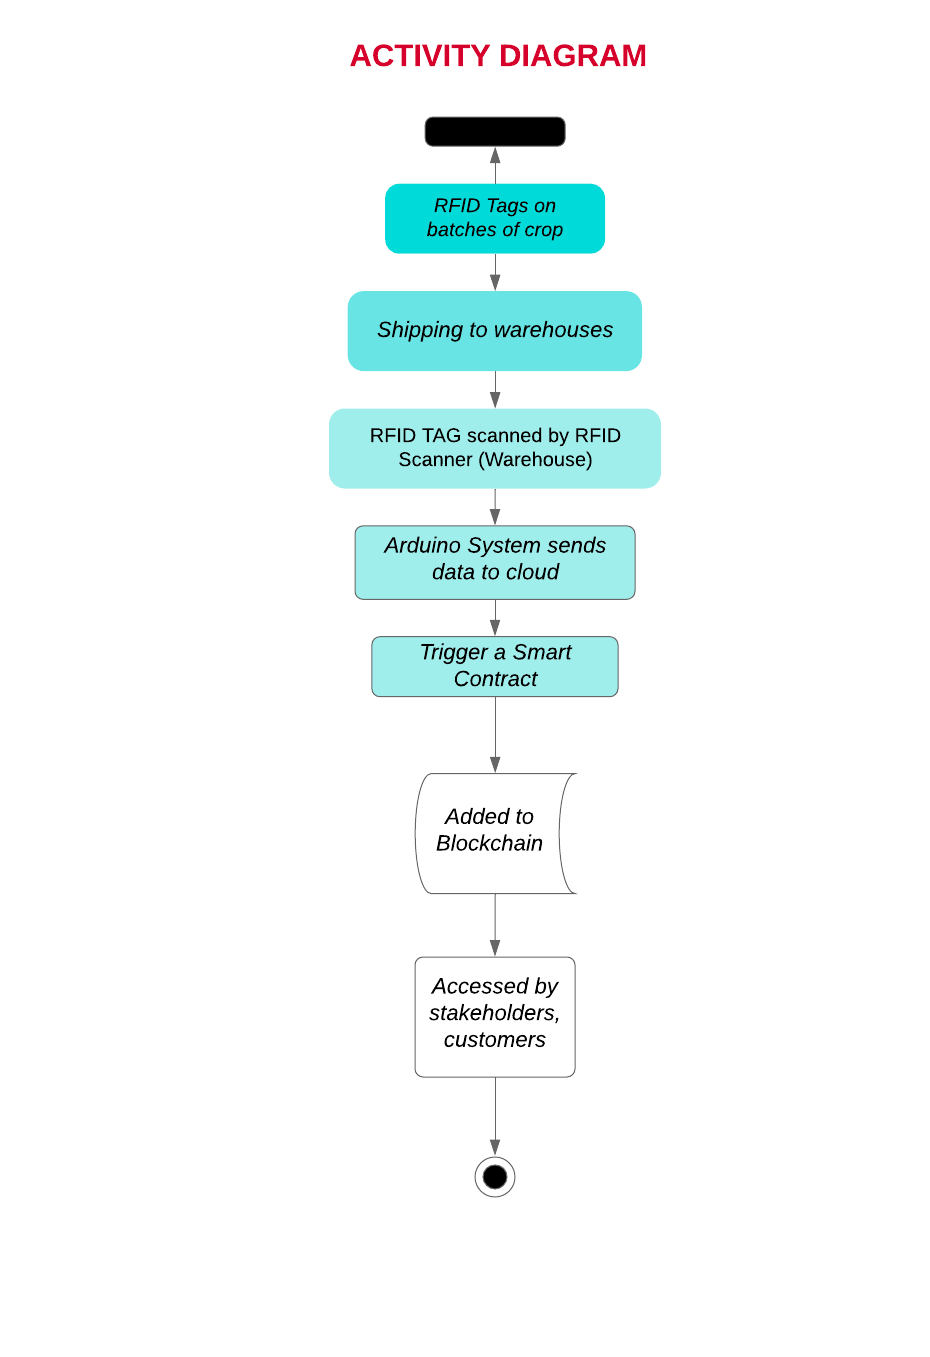 ACTIVITY DIAGRAM
RFID Tags on
batches of crop
Shipping to warehouses
RFID TAG scanned by RFID
Scanner (Warehouse)
Arduino System sends
data to cloud
Trigger a Smart
Contract
Added to
Blockchain
Accessed by
stakeholders,
customers